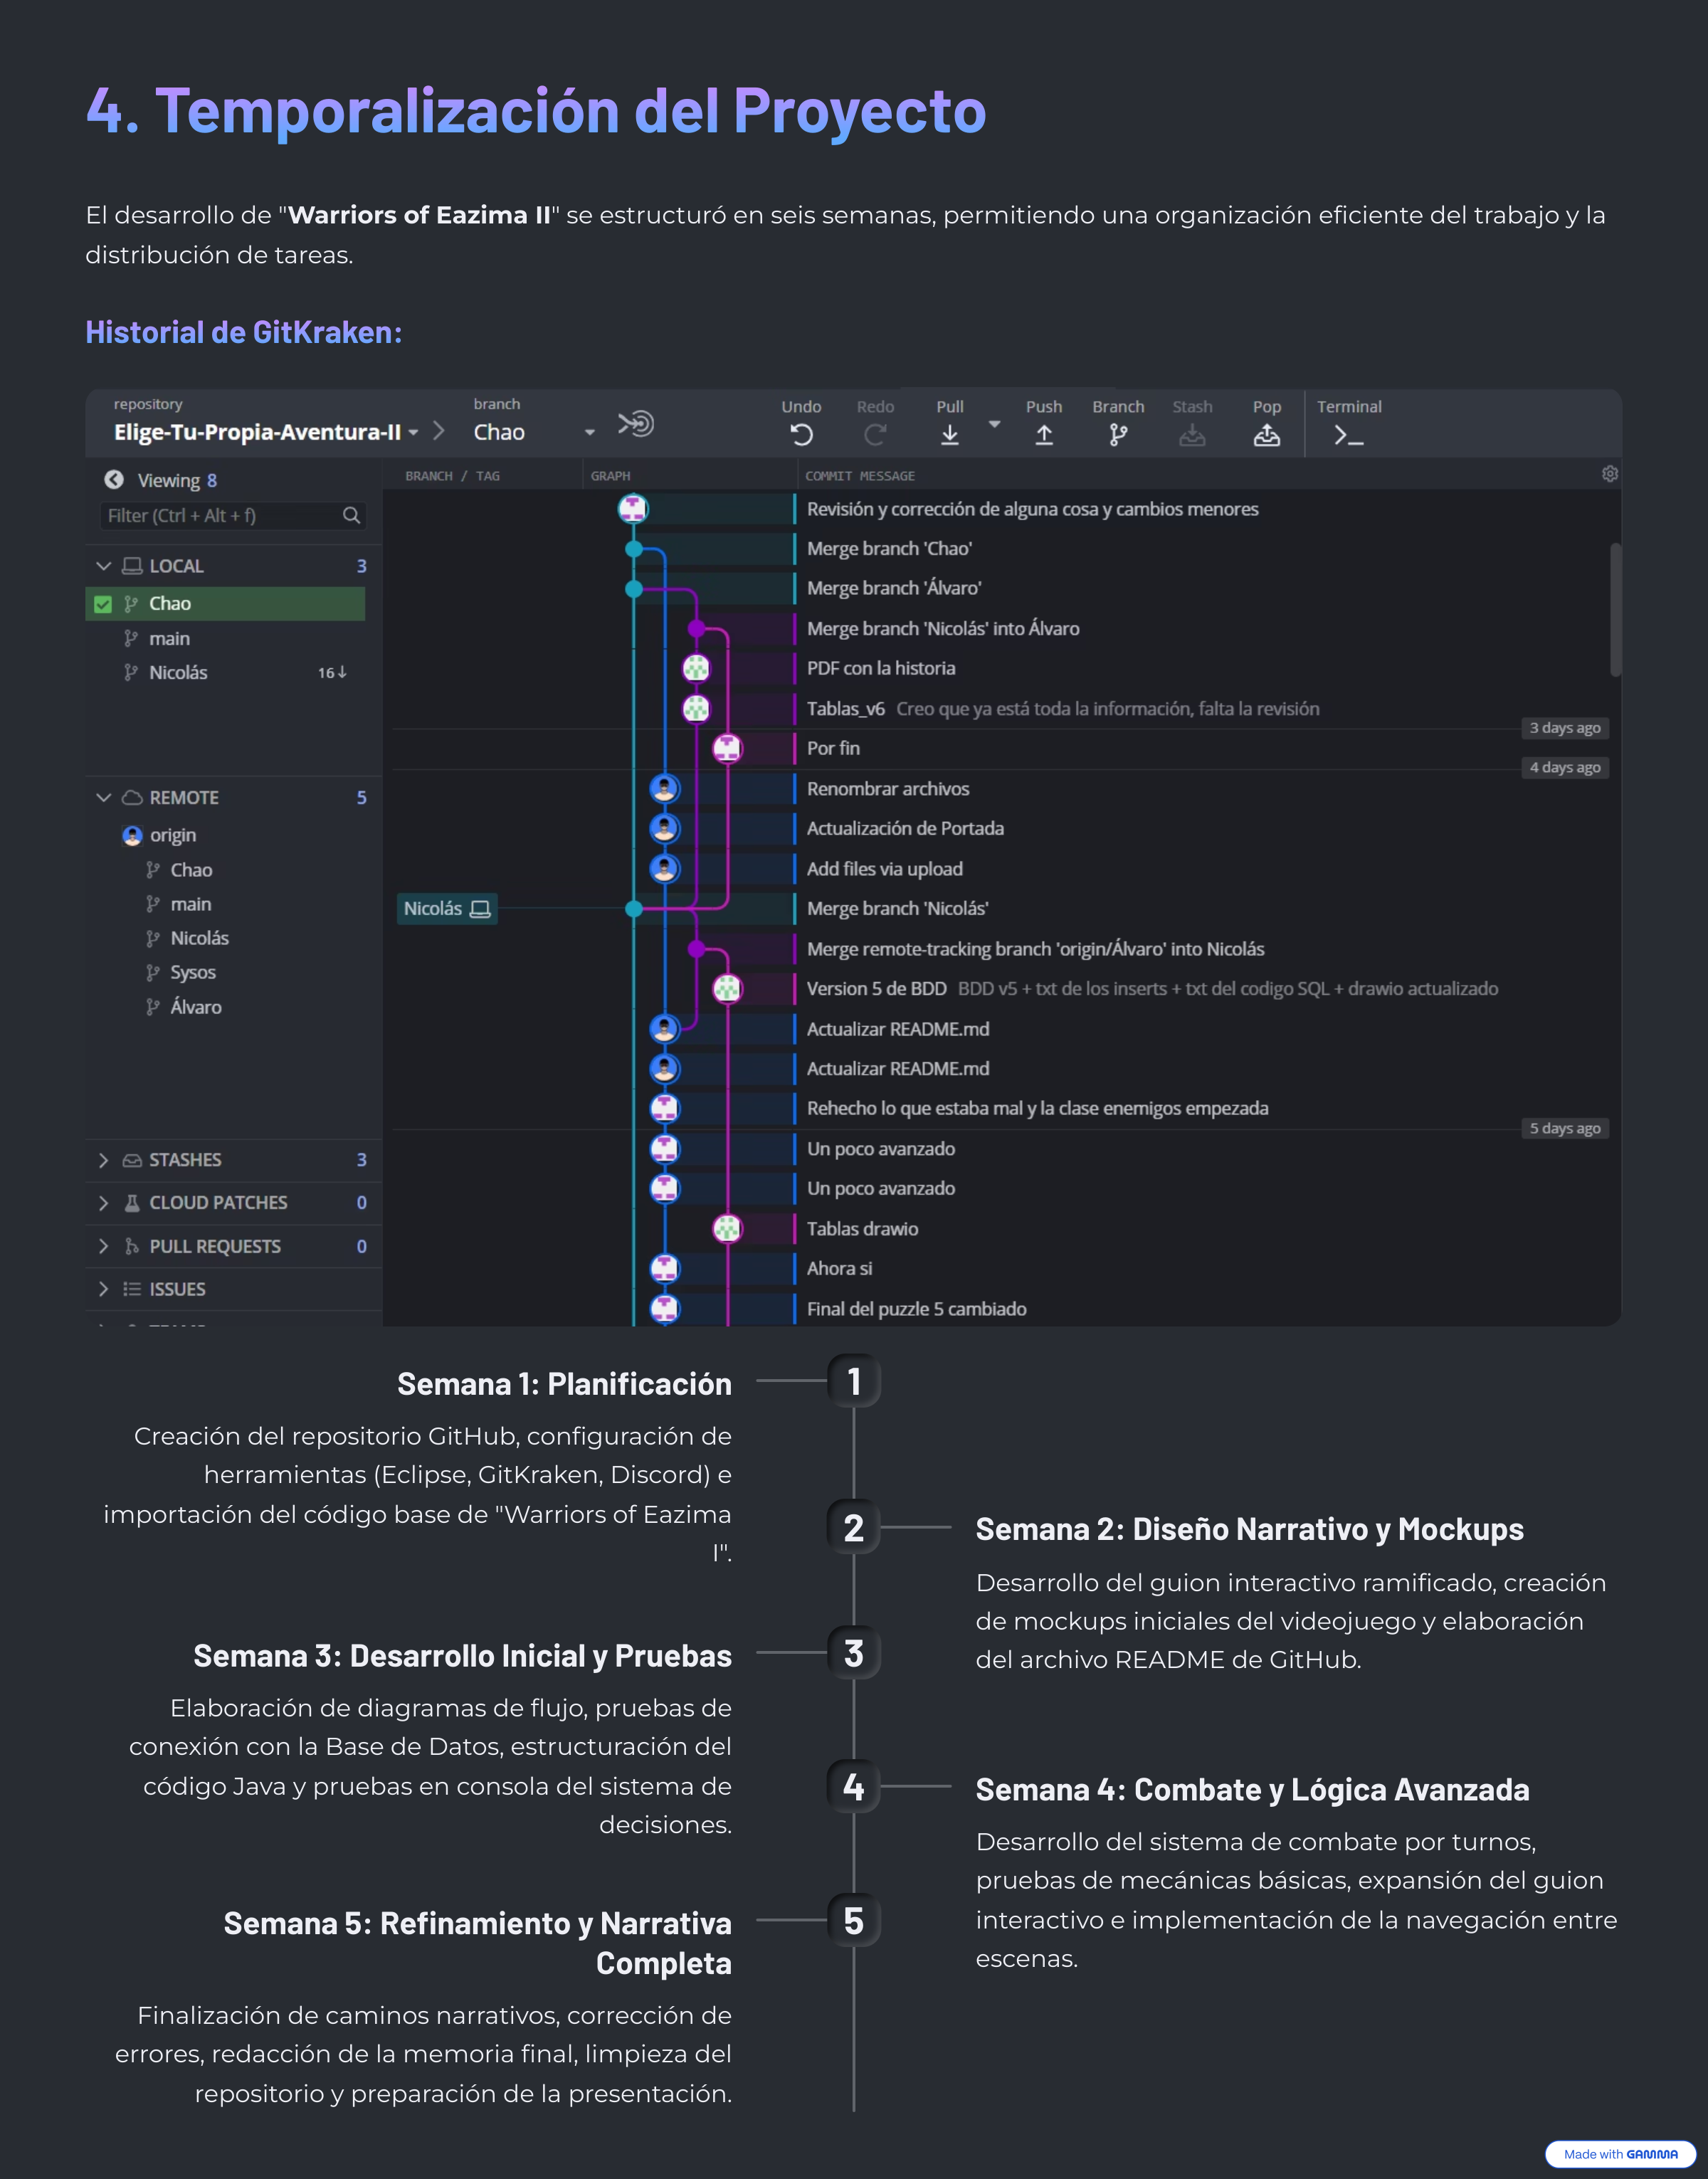 4. Temporalización del Proyecto
El desarrollo de "Warriors of Eazima II" se estructuró en seis semanas, permitiendo una organización eficiente del trabajo y la
distribución de tareas.
Historial de GitKraken:
repository
Elige-Tu-Propia-Aventura-II
branch
Chao
Undo
Redo
Pull
Push
Branch
Stash
Pop
Terminal
Viewing 8
Filter (Ctrl + Alt + f)
LOCAL 3
Chao
main
Nicolás 16↓
REMOTE 5
origin
Chao
main
Nicolás
Sysos
Álvaro
STASHES 3
CLOUD PATCHES 0
PULL REQUESTS 0
ISSUES
BRANCH / TAG
GRAPH
COMMIT MESSAGE
Revisión y corrección de alguna cosa y cambios menores
Merge branch 'Chao'
Merge branch 'Álvaro'
Merge branch 'Nicolás' into Álvaro
PDF con la historia
Tablas_v6 Creo que ya está toda la información, falta la revisión
3 days ago
Por fin
4 days ago
Renombrar archivos
Actualización de Portada
Add files via upload
Nicolás
Merge branch 'Nicolás'
Merge remote-tracking branch 'origin/Álvaro' into Nicolás
Version 5 de BDD BDD v5 + txt de los inserts + txt del codigo SQL + drawio actualizado
Actualizar README.md
Actualizar README.md
Rehecho lo que estaba mal y la clase enemigos empezada
5 days ago
Un poco avanzado
Un poco avanzado
Tablas drawio
Ahora si
Final del puzzle 5 cambiado
1
Semana 1: Planificación
Creación del repositorio GitHub, configuración de
herramientas (Eclipse, GitKraken, Discord) e
importación del código base de "Warriors of Eazima
I".
2
Semana 2: Diseño Narrativo y Mockups
Desarrollo del guion interactivo ramificado, creación
de mockups iniciales del videojuego y elaboración
del archivo README de GitHub.
3
Semana 3: Desarrollo Inicial y Pruebas
Elaboración de diagramas de flujo, pruebas de
conexión con la Base de Datos, estructuración del
código Java y pruebas en consola del sistema de
decisiones.
4
Semana 4: Combate y Lógica Avanzada
Desarrollo del sistema de combate por turnos,
pruebas de mecánicas básicas, expansión del guion
interactivo e implementación de la navegación entre
escenas.
5
Semana 5: Refinamiento y Narrativa
Completa
Finalización de caminos narrativos, corrección de
errores, redacción de la memoria final, limpieza del
repositorio y preparación de la presentación.
Made with GAMMA